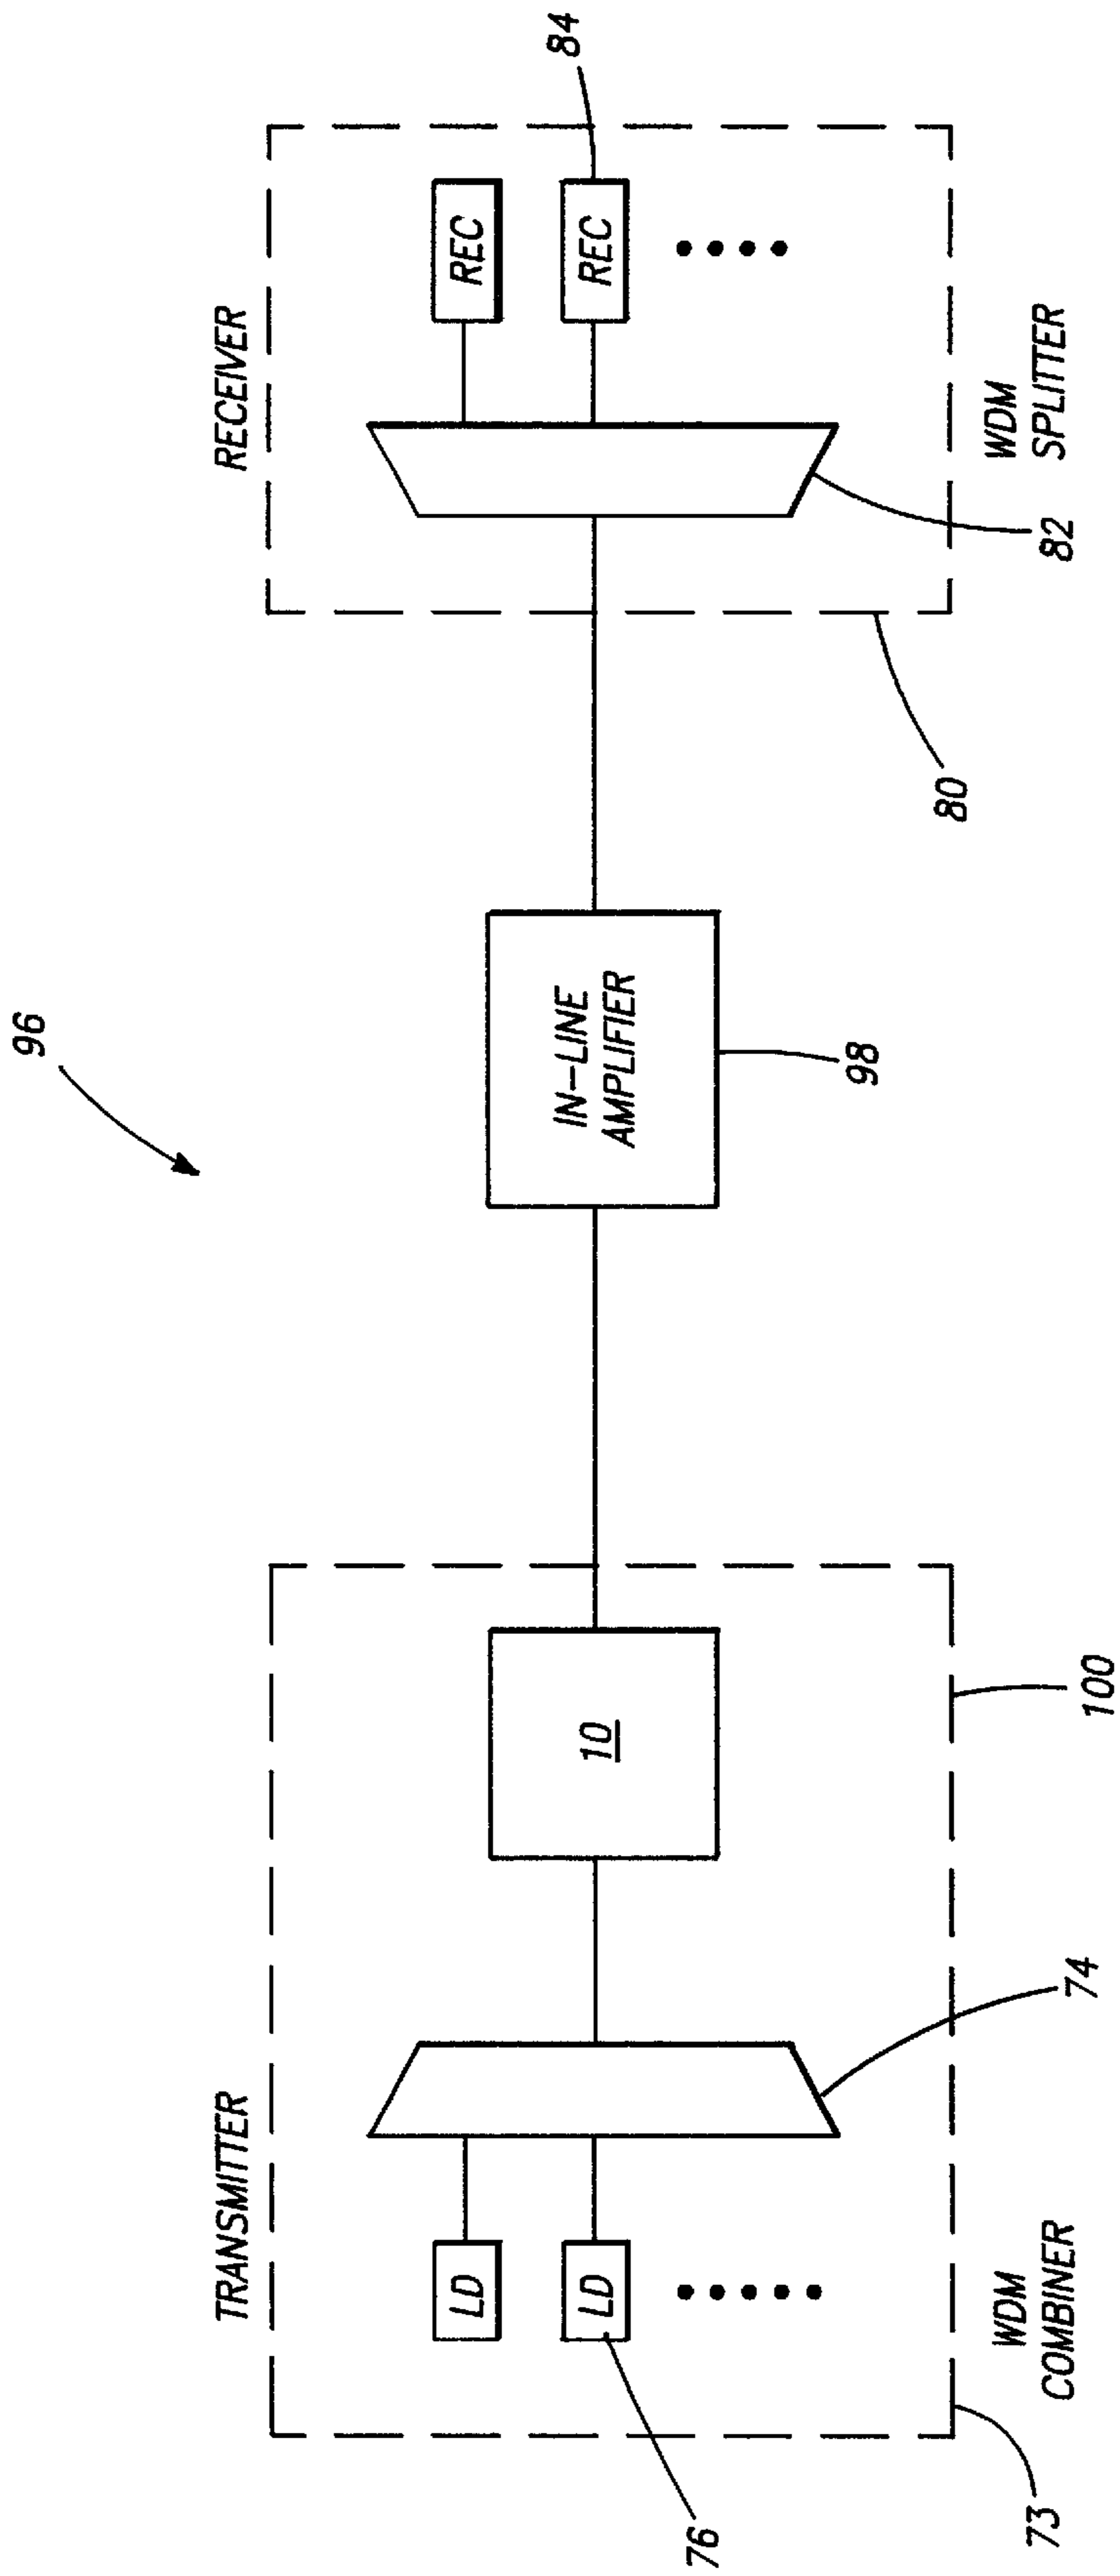 96
TRANSMITTER
RECEIVER
LD
LD
76
10
IN-LINE
AMPLIFIER
98
REC
REC
84
WDM
COMBINER
73
74
100
80
82
WDM
SPLITTER